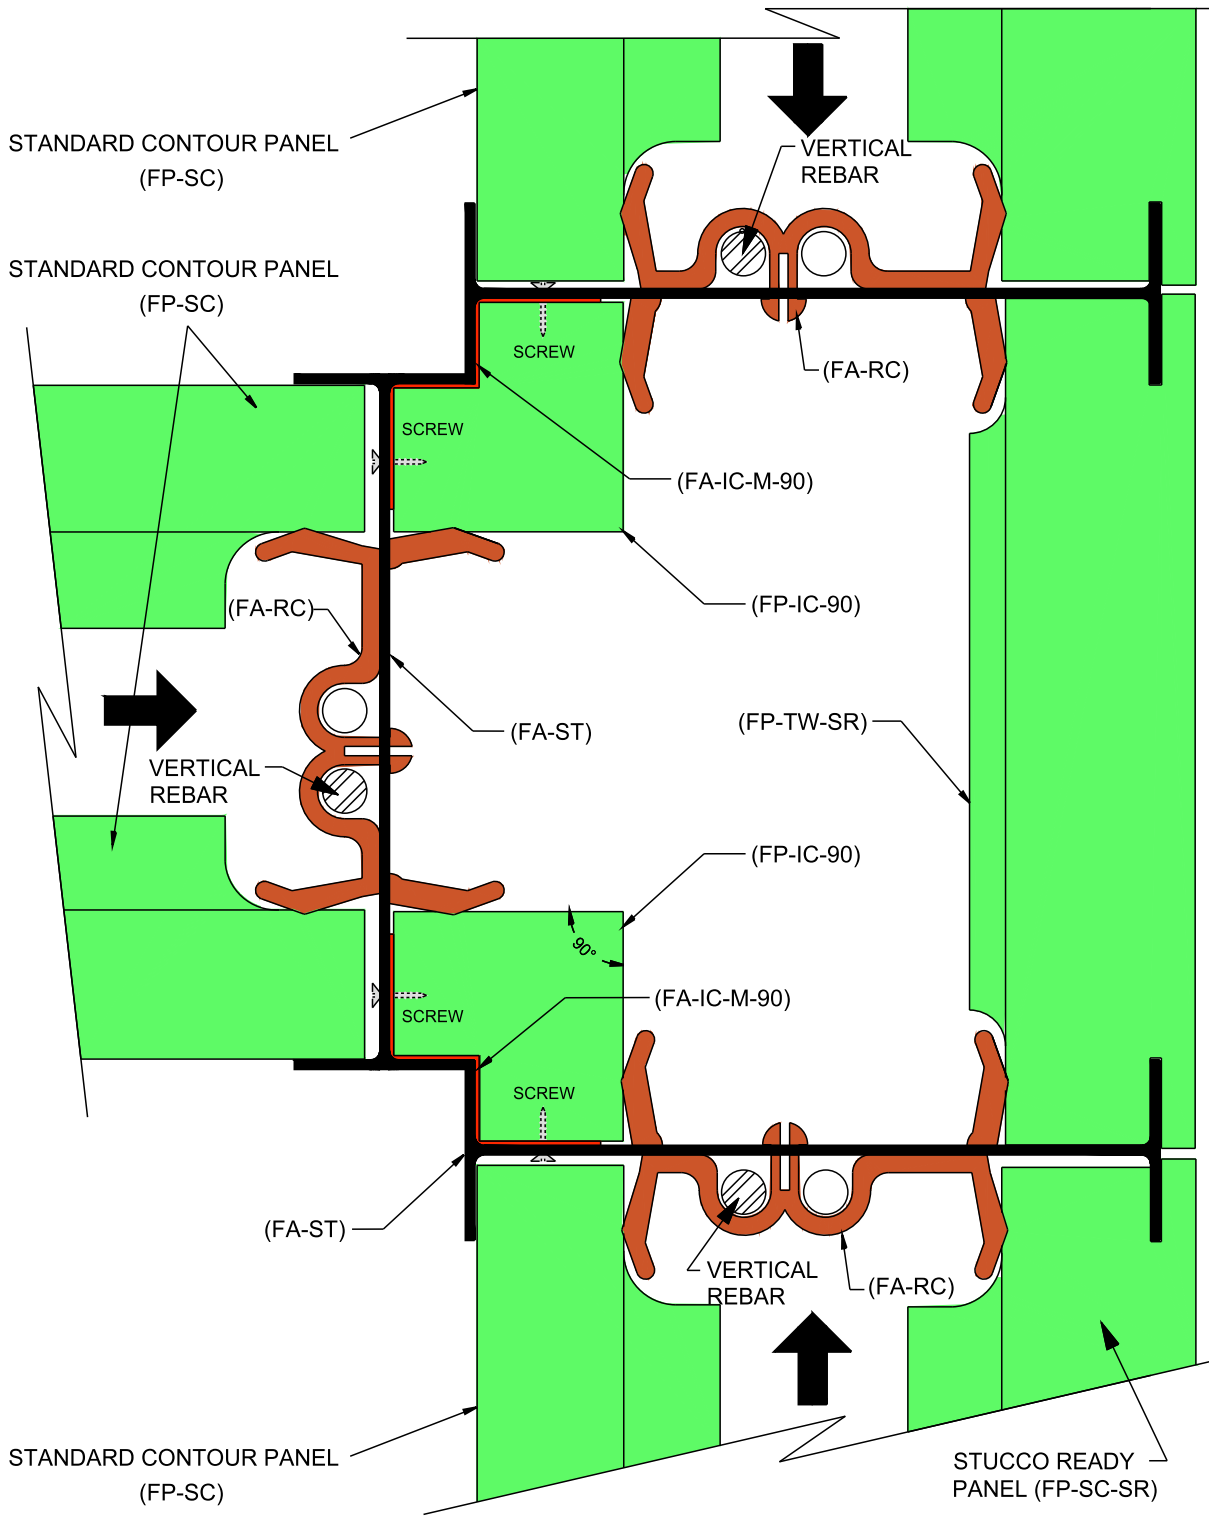 STANDARD CONTOUR PANEL
(FP-SC)
VERTICAL
REBAR
STANDARD CONTOUR PANEL
(FP-SC)
SCREW
(FA-RC)
SCREW
(FA-IC-M-90)
(FP-IC-90)
(FA-RC)
(FA-ST)
(FP-TW-SR)
VERTICAL
REBAR
(FP-IC-90)
90°
(FA-IC-M-90)
SCREW
SCREW
(FA-ST)
VERTICAL
REBAR
(FA-RC)
STANDARD CONTOUR PANEL
(FP-SC)
STUCCO READY
PANEL (FP-SC-SR)